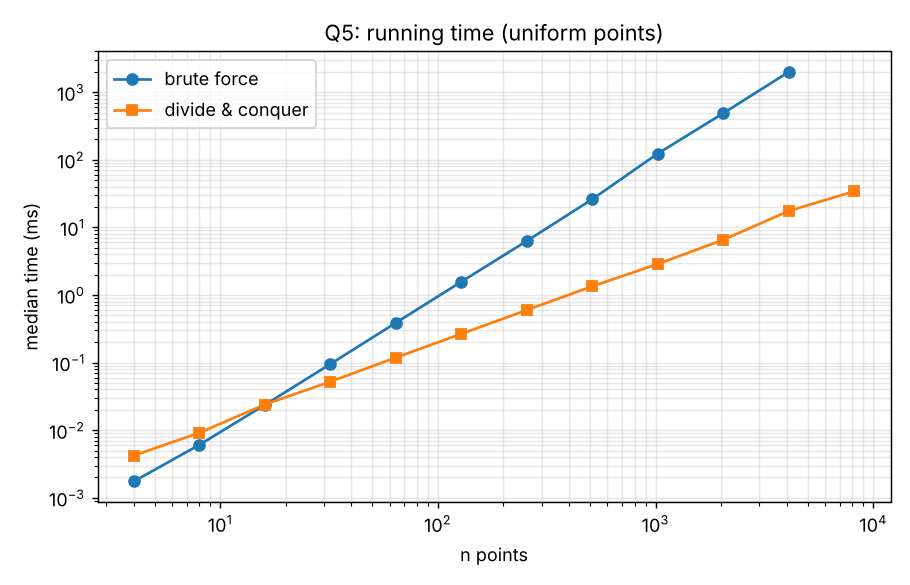 Q5: running time (uniform points)
brute force
divide & conquer
median time (ms)
10³
10²
10¹
10⁰
10⁻¹
10⁻²
10⁻³
10¹ 10² 10³ 10⁴
n points